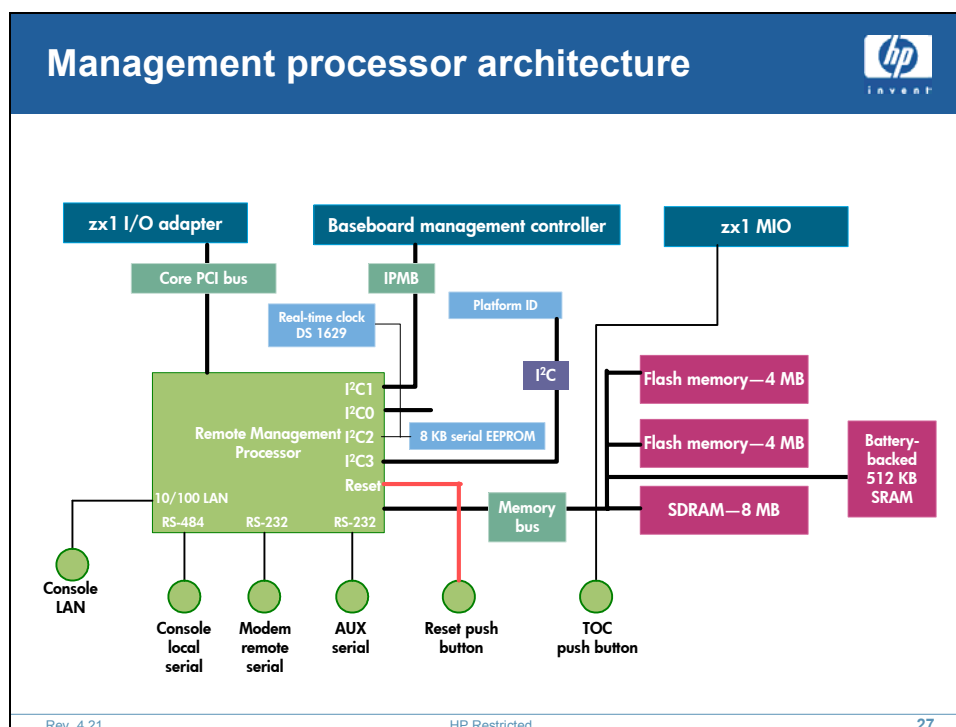 Management processor architecture
hp
invent
zx1 I/O adapter
Baseboard management controller
zx1 MIO
Core PCI bus
IPMB
Platform ID
Real-time clock
DS 1629
I²C
Flash memory—4 MB
I²C1
I²C0
Remote Management
Processor
I²C2
8 KB serial EEPROM
Flash memory—4 MB
Battery-
backed
512 KB
SRAM
I²C3
Reset
10/100 LAN
Memory
bus
SDRAM—8 MB
RS-484
RS-232
RS-232
Console
LAN
Console
local
serial
Modem
remote
serial
AUX
serial
Reset push
button
TOC
push button
Rev. 4.21
HP Restricted
27